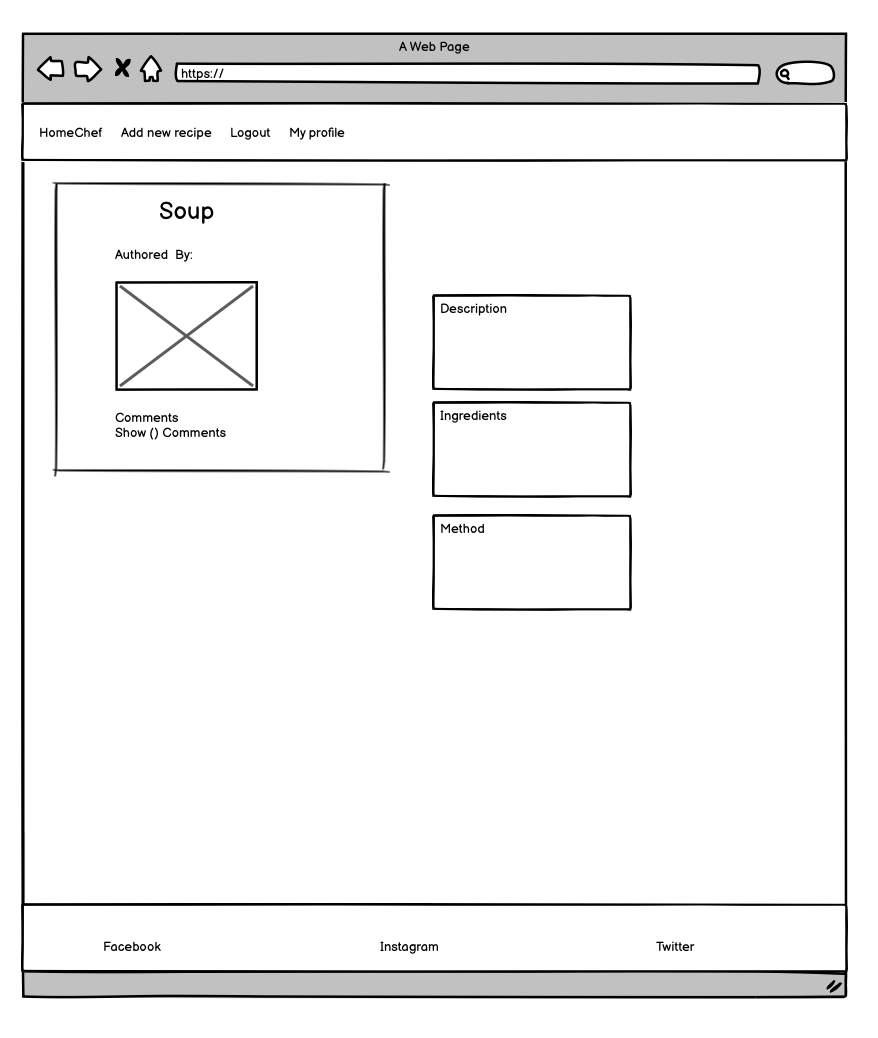 A Web Page
https://
HomeChef Add new recipe Logout My profile
Soup
Authored By:
Comments
Show () Comments
Description
Ingredients
Method
Facebook Instagram Twitter